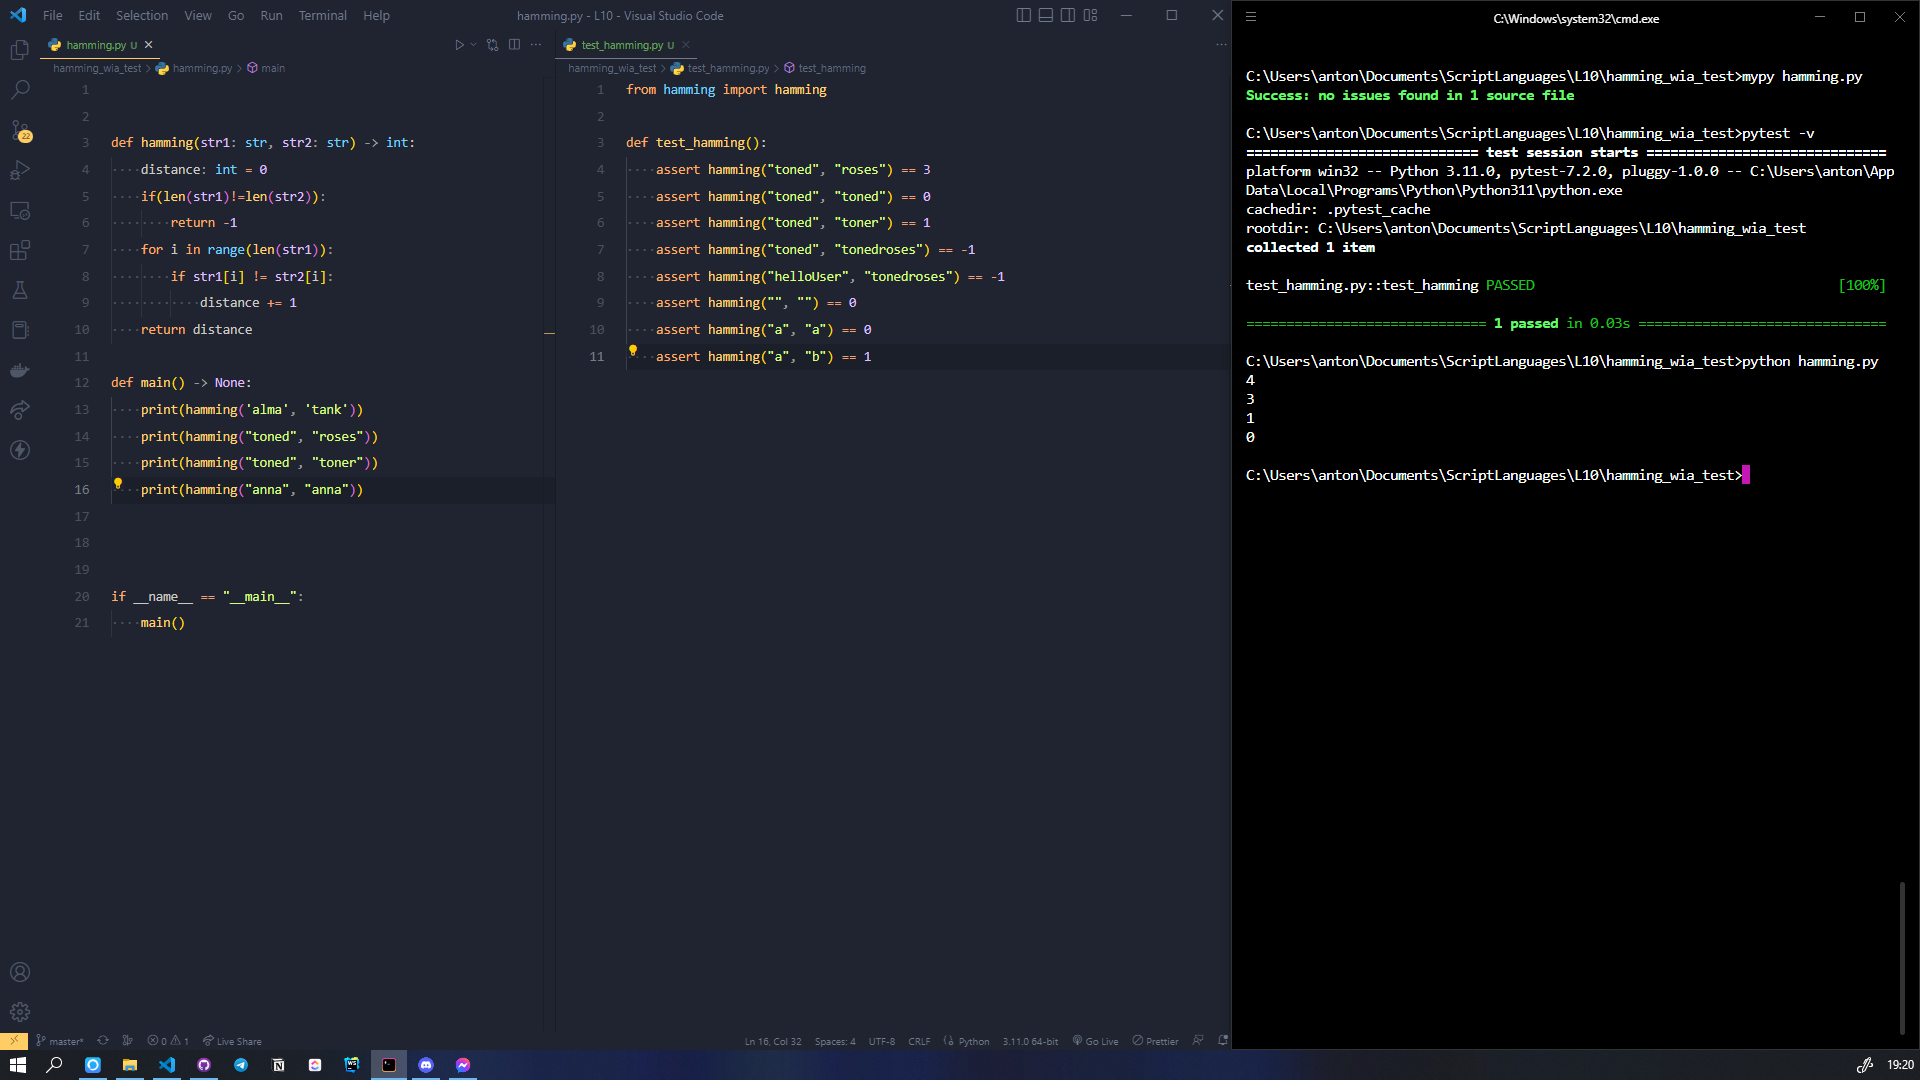 File Edit Selection View Go Run Terminal Help
hamming.py - L10 - Visual Studio Code
hamming.py U
hamming_wia_test > hamming.py > main
1
2
3 def hamming(str1: str, str2: str) -> int:
4 ····distance: int = 0
5 ····if(len(str1)!=len(str2)):
6 ········return -1
7 ····for i in range(len(str1)):
8 ········if str1[i] != str2[i]:
9 ············distance += 1
10 ····return distance
11
12 def main() -> None:
13 ····print(hamming('alma', 'tank'))
14 ····print(hamming("toned", "roses"))
15 ····print(hamming("toned", "toner"))
16 ····print(hamming("anna", "anna"))
17
18
19
20 if __name__ == "__main__":
21 ····main()
test_hamming.py U
hamming_wia_test > test_hamming.py > test_hamming
1 from hamming import hamming
2
3 def test_hamming():
4 ····assert hamming("toned", "roses") == 3
5 ····assert hamming("toned", "toned") == 0
6 ····assert hamming("toned", "toner") == 1
7 ····assert hamming("toned", "tonedroses") == -1
8 ····assert hamming("helloUser", "tonedroses") == -1
9 ····assert hamming("", "") == 0
10 ····assert hamming("a", "a") == 0
11 ····assert hamming("a", "b") == 1
22
master* 0 1 Live Share
Ln 16, Col 32 Spaces: 4 UTF-8 CRLF Python 3.11.0 64-bit Go Live Prettier
C:\Windows\system32\cmd.exe
C:\Users\anton\Documents\ScriptLanguages\L10\hamming_wia_test>mypy hamming.py
Success: no issues found in 1 source file
C:\Users\anton\Documents\ScriptLanguages\L10\hamming_wia_test>pytest -v
============================= test session starts ==============================
platform win32 -- Python 3.11.0, pytest-7.2.0, pluggy-1.0.0 -- C:\Users\anton\App
Data\Local\Programs\Python\Python311\python.exe
cachedir: .pytest_cache
rootdir: C:\Users\anton\Documents\ScriptLanguages\L10\hamming_wia_test
collected 1 item
test_hamming.py::test_hamming PASSED [100%]
============================== 1 passed in 0.03s ===============================
C:\Users\anton\Documents\ScriptLanguages\L10\hamming_wia_test>python hamming.py
4
3
1
0
C:\Users\anton\Documents\ScriptLanguages\L10\hamming_wia_test>
19:20